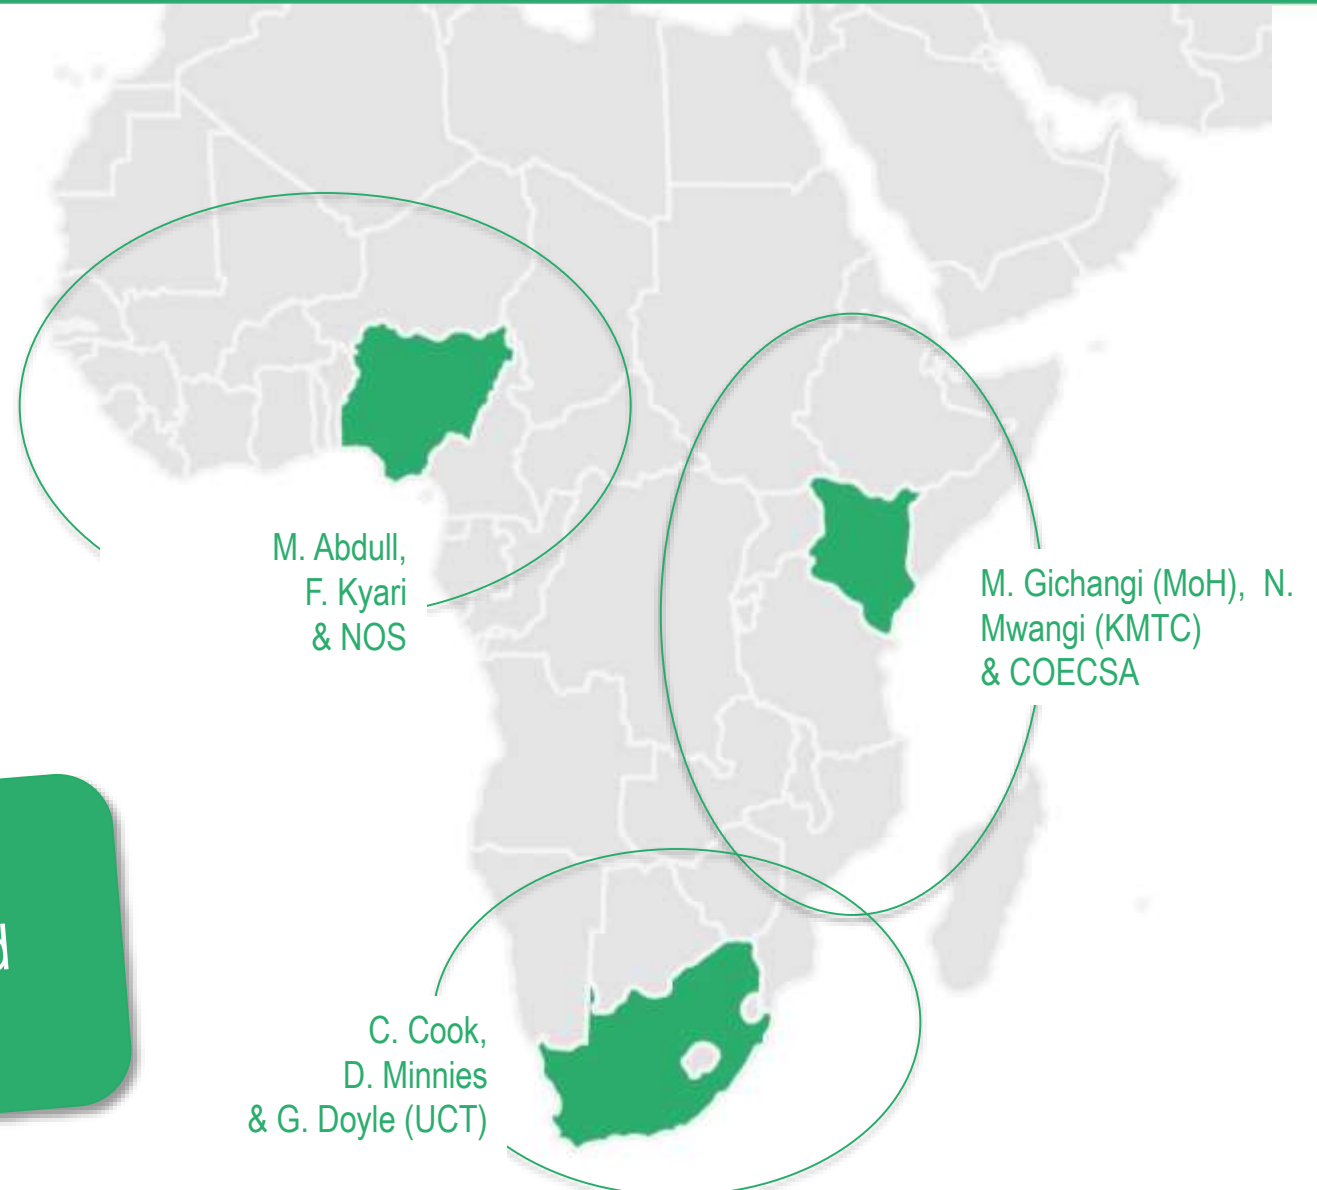 M. Abdull,
F. Kyari
& NOS
M. Gichangi (MoH),  N.
Mwangi (KMTC)
& COECSA
C. Cook,
D. Minnies
& G. Doyle (UCT)